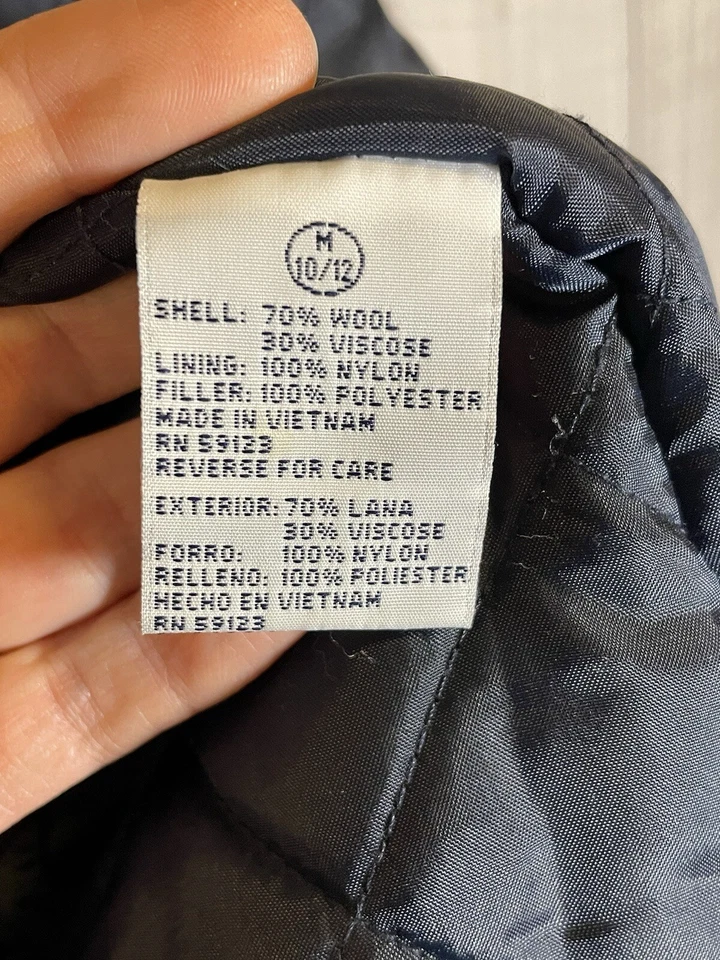 M
10/12
SHELL: 70% WOOL
30% VISCOSE
LINING: 100% NYLON
FILLER: 100% POLYESTER
MADE IN VIETNAM
RN 59123
REVERSE FOR CARE
EXTERIOR: 70% LANA
30% VISCOSE
FORRO: 100% NYLON
RELLENO: 100% POLIESTER
HECHO EN VIETNAM
RN 59123